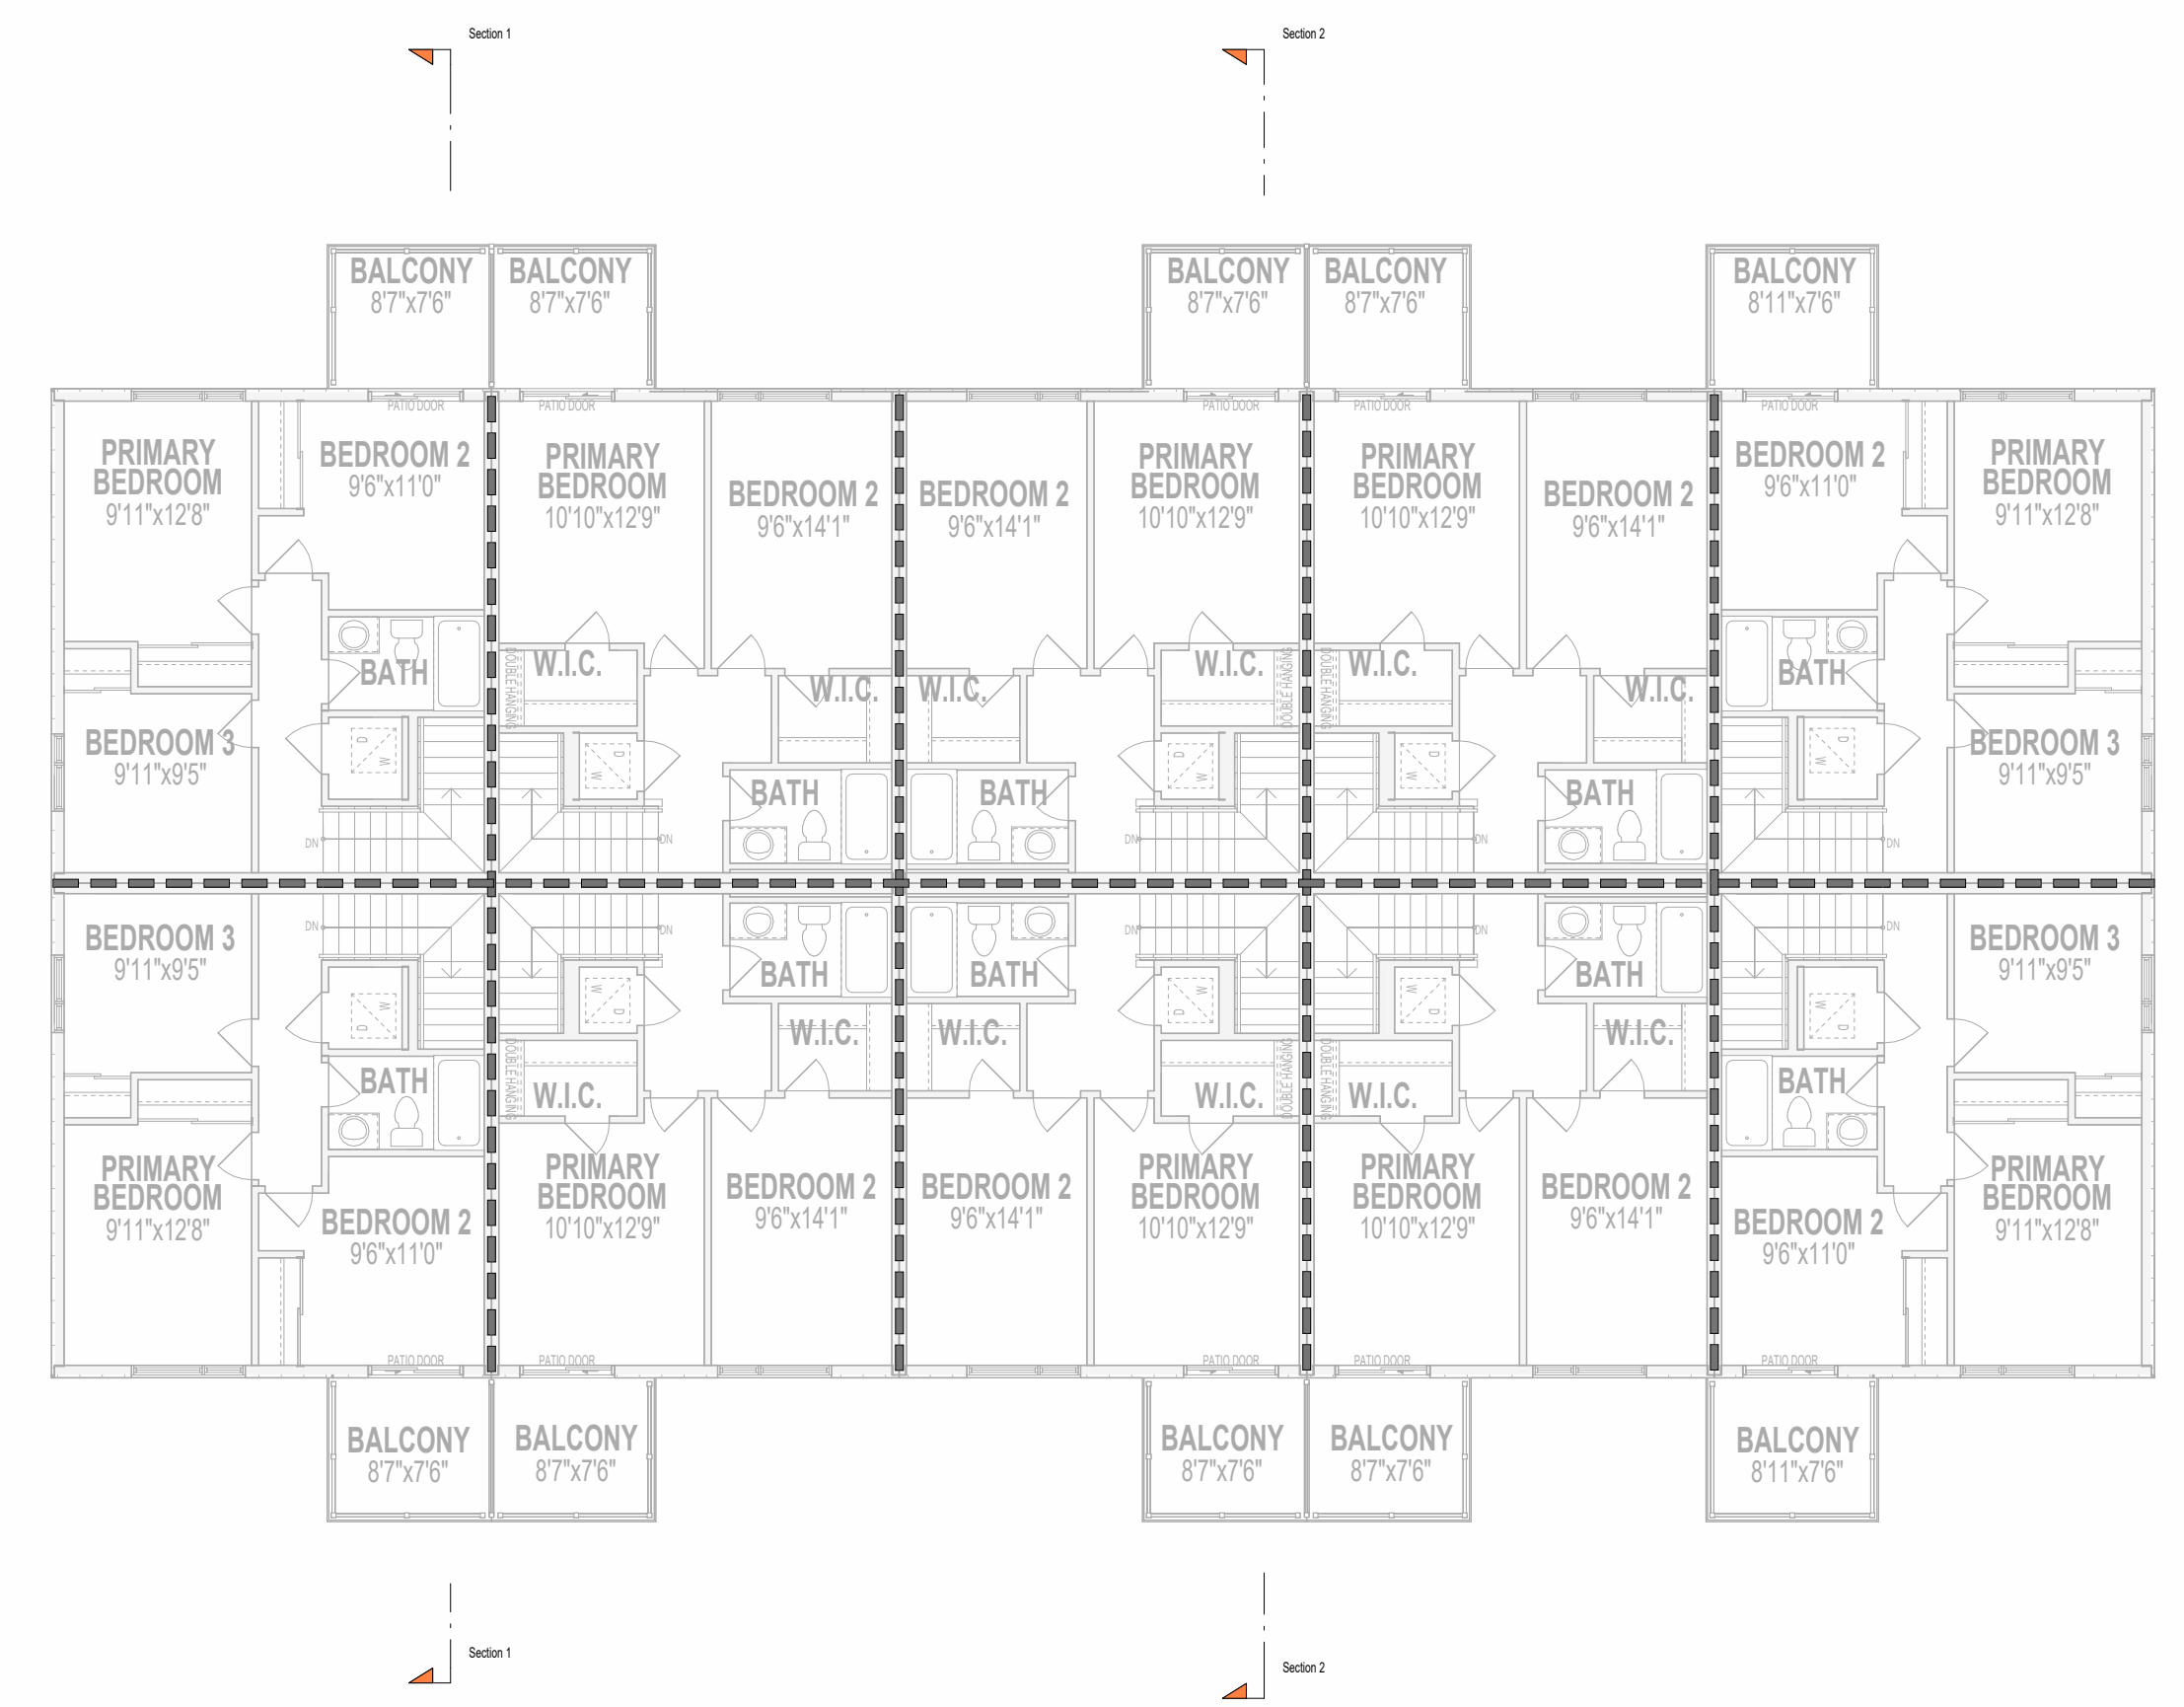 Section 1
Section 2
BALCONY
8'7"x7'6"
BALCONY
8'7"x7'6"
BALCONY
8'7"x7'6"
BALCONY
8'7"x7'6"
BALCONY
8'11"x7'6"
PATIO DOOR
PATIO DOOR
PATIO DOOR
PATIO DOOR
PATIO DOOR
PRIMARY
BEDROOM
9'11"x12'8"
BEDROOM 2
9'6"x11'0"
PRIMARY
BEDROOM
10'10"x12'9"
BEDROOM 2
9'6"x14'1"
BEDROOM 2
9'6"x14'1"
PRIMARY
BEDROOM
10'10"x12'9"
PRIMARY
BEDROOM
10'10"x12'9"
BEDROOM 2
9'6"x14'1"
BEDROOM 2
9'6"x11'0"
PRIMARY
BEDROOM
9'11"x12'8"
BATH
DOUBLE HANGING
W.I.C.
W.I.C.
W.I.C.
W.I.C.
DOUBLE HANGING
DOUBLE HANGING
W.I.C.
W.I.C.
BATH
BEDROOM 3
9'11"x9'5"
W
D
D
W
BATH
BATH
D
W
D
W
BATH
W
D
BEDROOM 3
9'11"x9'5"
DN
DN
DN
DN
DN
BEDROOM 3
9'11"x9'5"
DN
DN
DN
DN
DN
BEDROOM 3
9'11"x9'5"
W
D
W
D
BATH
BATH
W
D
W
D
BATH
W
D
BATH
DOUBLE HANGING
W.I.C.
W.I.C.
W.I.C.
W.I.C.
DOUBLE HANGING
DOUBLE HANGING
W.I.C.
W.I.C.
BATH
PRIMARY
BEDROOM
9'11"x12'8"
BEDROOM 2
9'6"x11'0"
PRIMARY
BEDROOM
10'10"x12'9"
BEDROOM 2
9'6"x14'1"
BEDROOM 2
9'6"x14'1"
PRIMARY
BEDROOM
10'10"x12'9"
PRIMARY
BEDROOM
10'10"x12'9"
BEDROOM 2
9'6"x14'1"
BEDROOM 2
9'6"x11'0"
PRIMARY
BEDROOM
9'11"x12'8"
PATIO DOOR
PATIO DOOR
PATIO DOOR
PATIO DOOR
PATIO DOOR
BALCONY
8'7"x7'6"
BALCONY
8'7"x7'6"
BALCONY
8'7"x7'6"
BALCONY
8'7"x7'6"
BALCONY
8'11"x7'6"
Section 1
Section 2